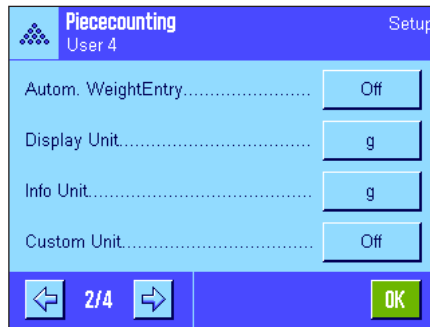 Piececounting
Setup
User 4
Autom. WeightEntry....................... Off
Display Unit................................... g
Info Unit........................................ g
Custom Unit.................................. Off
2/4
OK